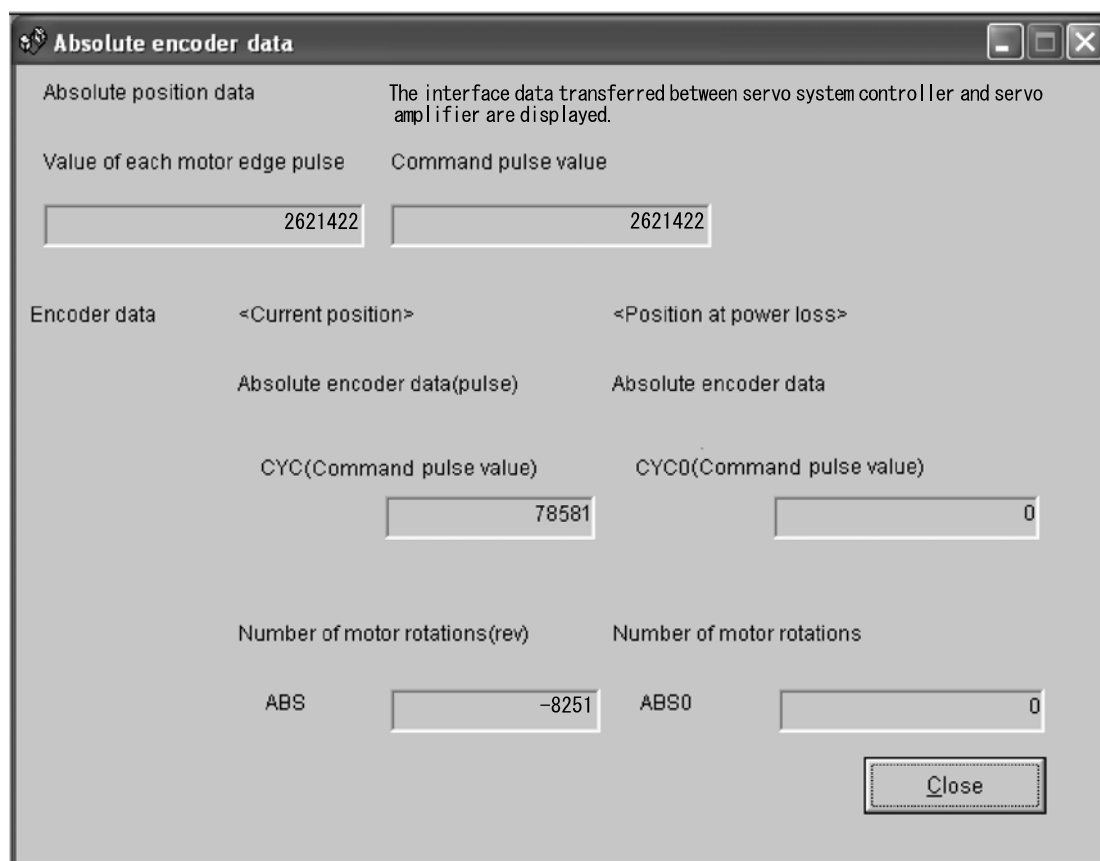 Absolute encoder data
Absolute position data
The interface data transferred between servo system controller and servo
amplifier are displayed.
Value of each motor edge pulse Command pulse value
2621422 2621422
Encoder data <Current position> <Position at power loss>
Absolute encoder data(pulse) Absolute encoder data
CYC(Command pulse value) CYC0(Command pulse value)
78581 0
Number of motor rotations(rev) Number of motor rotations
ABS -8251 ABS0 0
Close